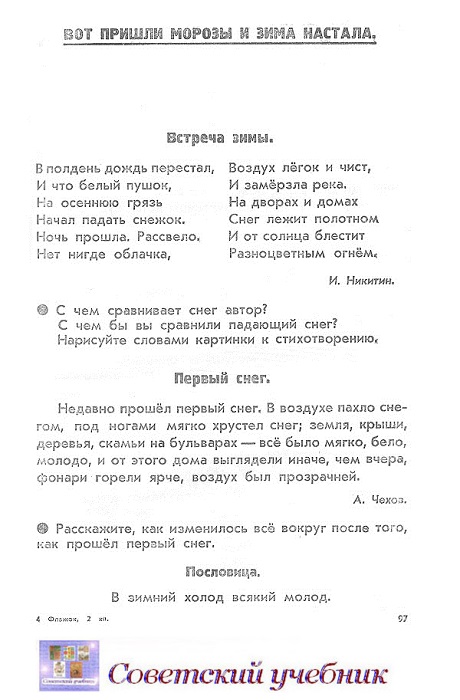 ВОТ ПРИШЛИ МОРОЗЫ И ЗИМА НАСТАЛА.
Встреча зимы.
В полдень дождь перестал,
И что белый пушок,
На осеннюю грязь
Начал падать снежок.
Ночь прошла. Рассвело.
Нет нигде облачка,
Воздух лёгок и чист,
И замёрзла река.
На дворах и домах
Снег лежит полотном
И от солнца блестит
Разноцветным огнём.
И. Никитин.
С чем сравнивает снег автор?
С чем бы вы сравнили падающий снег?
Нарисуйте словами картинки к стихотворению.
Первый снег.
Недавно прошёл первый снег. В воздухе пахло сне-
гом, под ногами мягко хрустел снег; земля, крыши,
деревья, скамьи на бульварах — всё было мягко, бело,
молодо, и от этого дома выглядели иначе, чем вчера,
фонари горели ярче, воздух был прозрачней.
А. Чехов.
Расскажите, как изменилось всё вокруг после того,
как прошёл первый снег.
Пословица.
В зимний холод всякий молод.
4 Флажок, 2 кл.
97
Советский учебник
Советский учебник